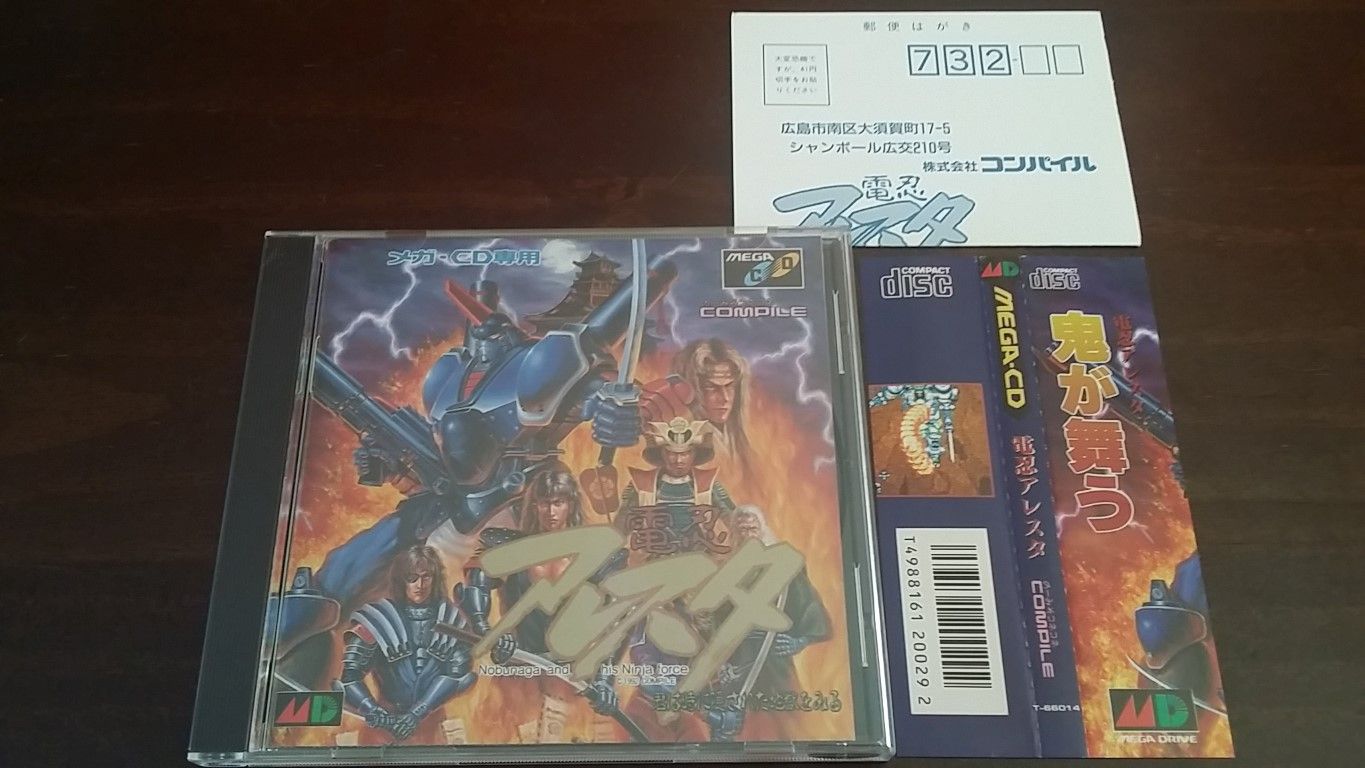 郵便はがき
大変恐縮で
すが、41円
切手をお貼
りください
732-
広島市南区大須賀町17-5
シャンボール広交210号
株式会社 コンパイル
電忍
アレスタ
メガ・CD専用
MEGA
CD
COMPILE
電忍
アレスタ
Nobunaga and his Ninja force
©1992 COMPILE
MD
COMPACT
disc
T4988161 20029 2
MD
MEGA-CD
電忍アレスタ
COMPILE
T-66014
COMPACT
disc
電忍アレスタ
鬼が舞う
MD
MEGA DRIVE